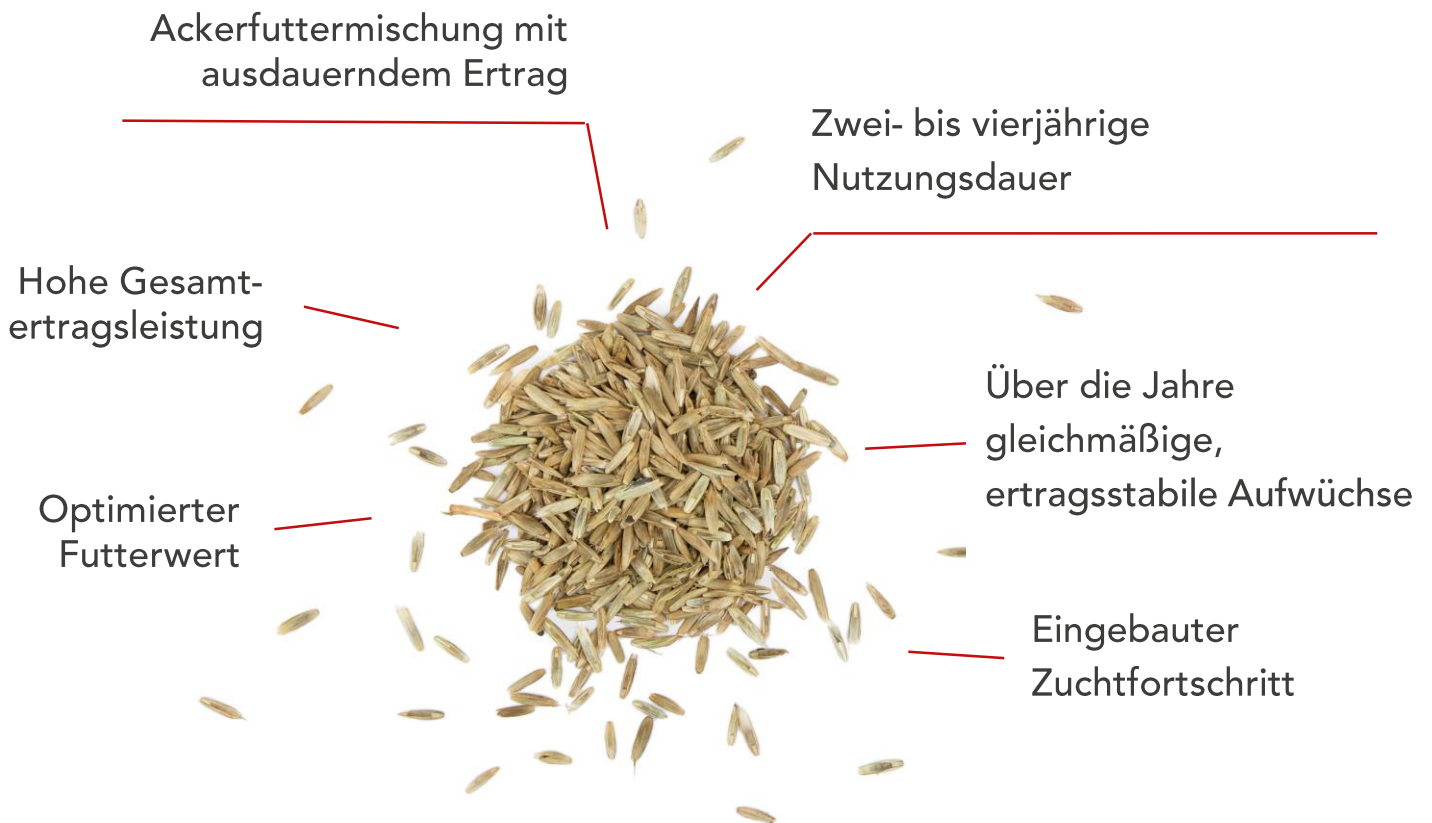 Ackerfuttermischung mit
ausdauerndem Ertrag
Zwei- bis vierjährige
Nutzungsdauer
Hohe Gesamt-
ertragsleistung
Über die Jahre
gleichmäßige,
ertragsstabile Aufwüchse
Optimierter
Futterwert
Eingebauter
Zuchtfortschritt